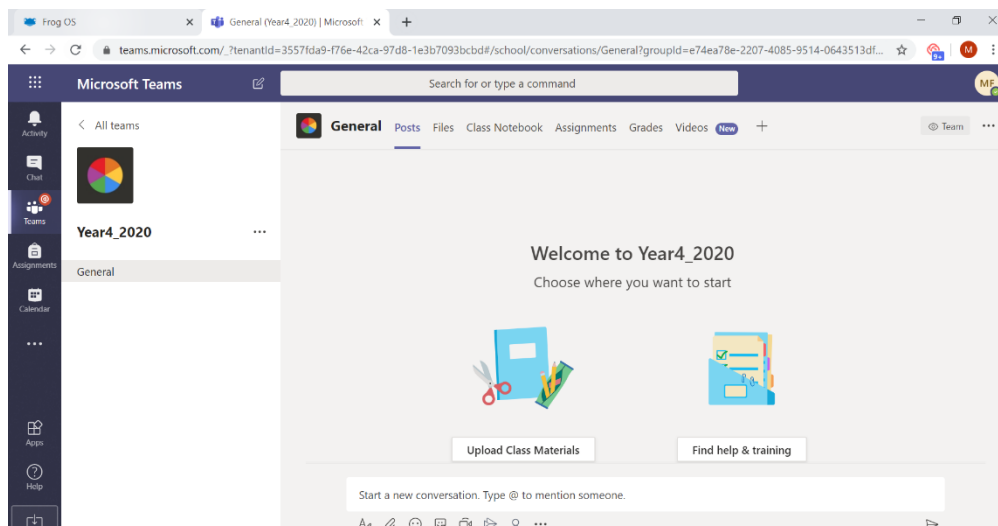 Frog OS
General (Year4_2020) | Microsoft
teams.microsoft.com/_?tenantId=3557fda9-f76e-42ca-97d8-1e3b7093bcbd#/school/conversations/General?groupId=e74ea78e-2207-4085-9514-0643513df...
9+
M
Microsoft Teams
Search for or type a command
MF
Activity
Chat
Teams
Assignments
Calendar
Apps
Help
All teams
Year4_2020
General
General Posts Files Class Notebook Assignments Grades Videos New
Team
Welcome to Year4_2020
Choose where you want to start
Upload Class Materials
Find help & training
Start a new conversation. Type @ to mention someone.